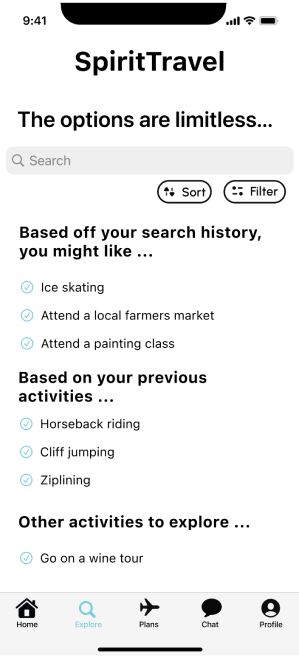 9:41
SpiritTravel
The options are limitless...
Search
Sort
Filter
Based off your search history,
you might like ...
Ice skating
Attend a local farmers market
Attend a painting class
Based on your previous
activities ...
Horseback riding
Cliff jumping
Ziplining
Other activities to explore ...
Go on a wine tour
Home
Explore
Plans
Chat
Profile